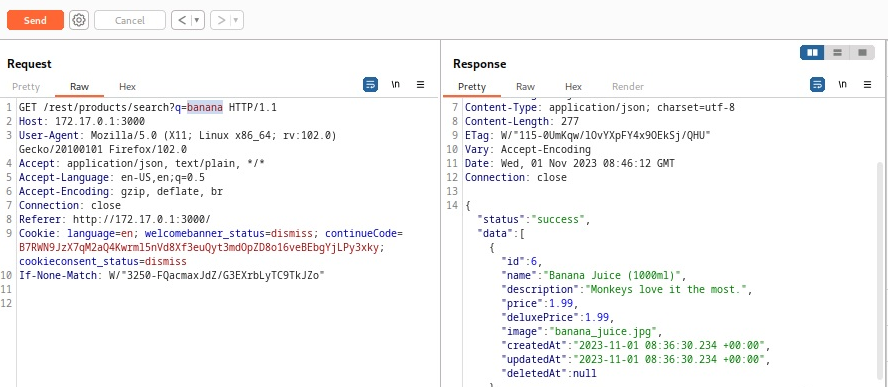 Send Cancel < >
Request
Pretty Raw Hex \n
1 GET /rest/products/search?q=banana HTTP/1.1
2 Host: 172.17.0.1:3000
3 User-Agent: Mozilla/5.0 (X11; Linux x86_64; rv:102.0)
Gecko/20100101 Firefox/102.0
4 Accept: application/json, text/plain, */*
5 Accept-Language: en-US,en;q=0.5
6 Accept-Encoding: gzip, deflate, br
7 Connection: close
8 Referer: http://172.17.0.1:3000/
9 Cookie: language=en; welcomebanner_status=dismiss; continueCode=
B7RWN9JzX7qM2aQ4Kwrml5nVd8Xf3euQyt3mdOpZD8o16veBEbgYjLPy3xky;
cookieconsent_status=dismiss
10 If-None-Match: W/"3250-FQacmaxJdZ/G3EXrbLyTC9TkJZo"
11
12
Response
Pretty Raw Hex Render \n
7 Content-Type: application/json; charset=utf-8
8 Content-Length: 277
9 ETag: W/"115-0UmKqw/lOvYXpFY4x9OEkSj/QHU"
10 Vary: Accept-Encoding
11 Date: Wed, 01 Nov 2023 08:46:12 GMT
12 Connection: close
13
14 {
"status":"success",
"data":[
{
"id":6,
"name":"Banana Juice (1000ml)",
"description":"Monkeys love it the most.",
"price":1.99,
"deluxePrice":1.99,
"image":"banana_juice.jpg",
"createdAt":"2023-11-01 08:36:30.234 +00:00",
"updatedAt":"2023-11-01 08:36:30.234 +00:00",
"deletedAt":null